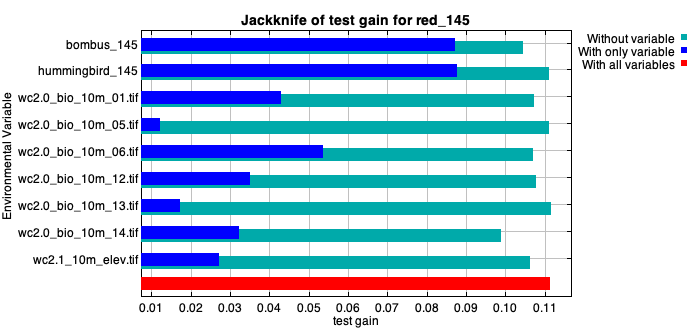 Jackknife of test gain for red_145
Without variable
With only variable
With all variables
Environmental Variable
bombus_145
hummingbird_145
wc2.0_bio_10m_01.tif
wc2.0_bio_10m_05.tif
wc2.0_bio_10m_06.tif
wc2.0_bio_10m_12.tif
wc2.0_bio_10m_13.tif
wc2.0_bio_10m_14.tif
wc2.1_10m_elev.tif
0.01 0.02 0.03 0.04 0.05 0.06 0.07 0.08 0.09 0.10 0.11
test gain